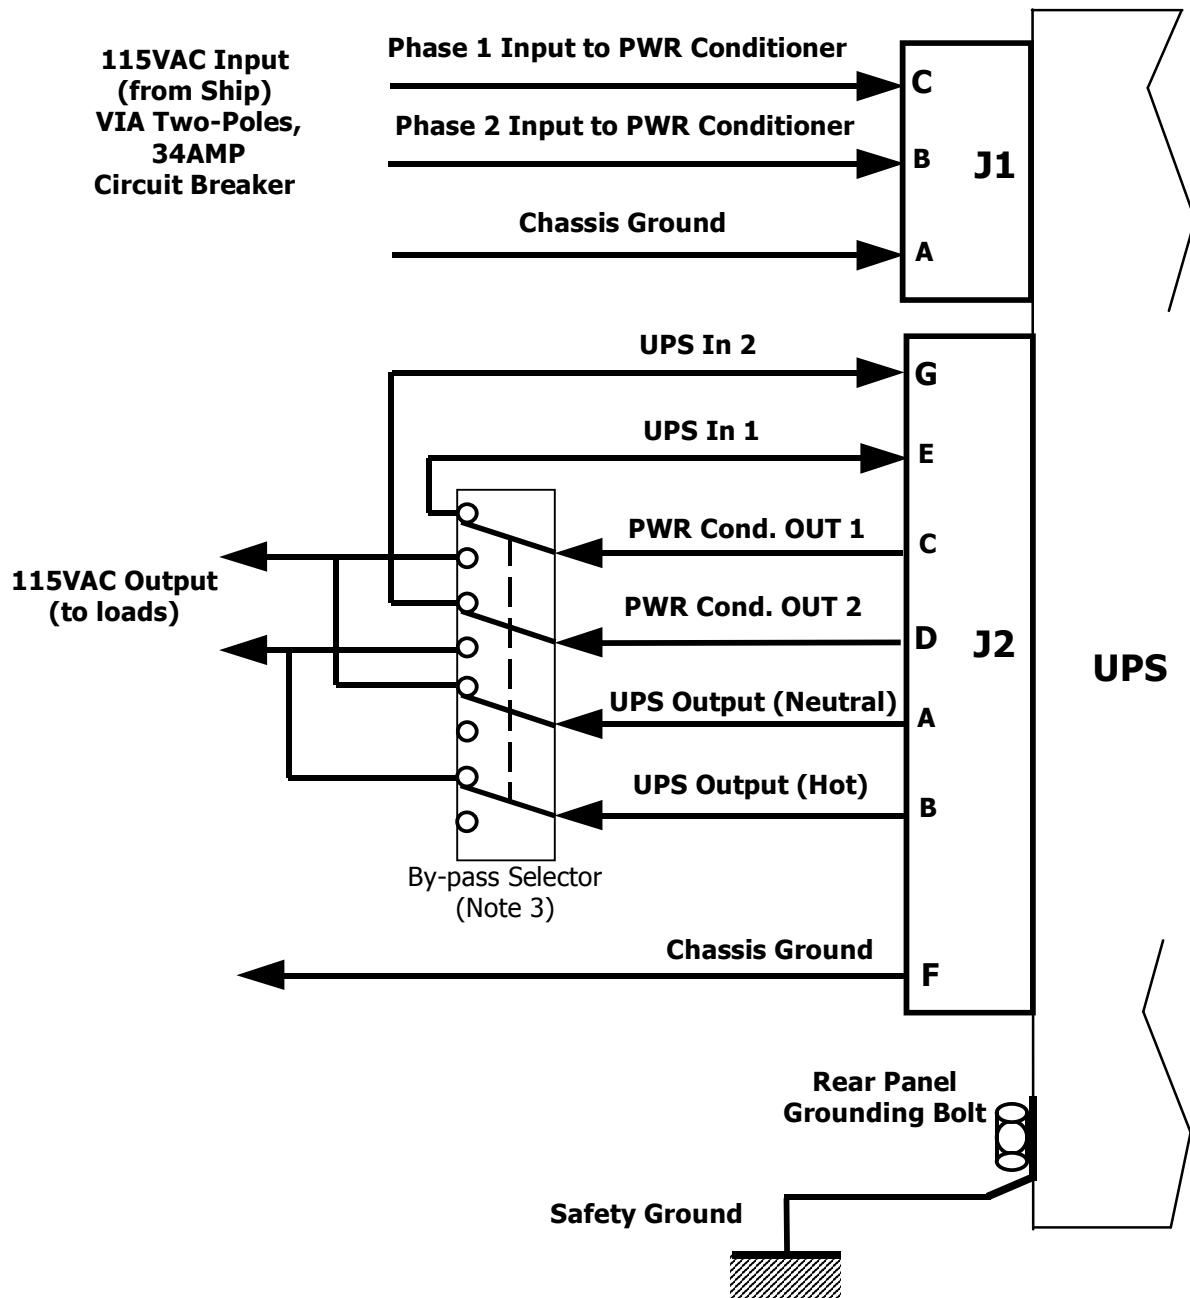 115VAC Input
(from Ship)
VIA Two-Poles,
34AMP
Circuit Breaker
Phase 1 Input to PWR Conditioner
C
Phase 2 Input to PWR Conditioner
B
J1
Chassis Ground
A
UPS In 2
G
UPS In 1
E
PWR Cond. OUT 1
C
115VAC Output
(to loads)
PWR Cond. OUT 2
D
J2
UPS
UPS Output (Neutral)
A
UPS Output (Hot)
B
By-pass Selector
(Note 3)
Chassis Ground
F
Rear Panel
Grounding Bolt
Safety Ground